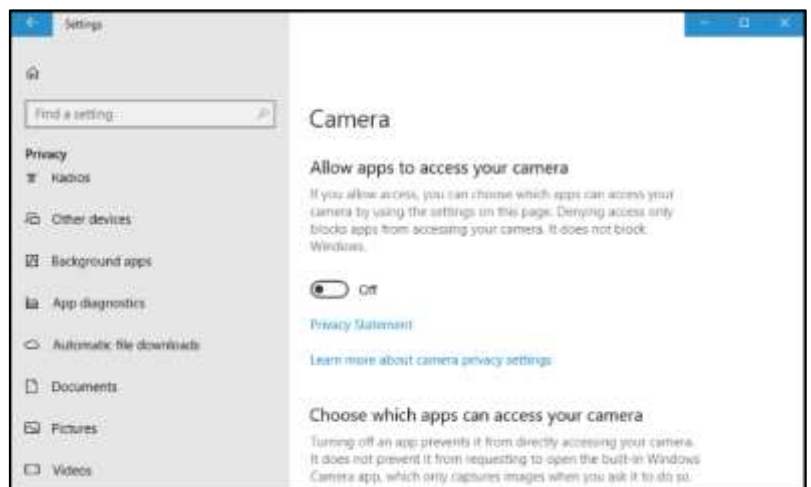 Settings
Find a setting
Privacy
Radios
Other devices
Background apps
App diagnostics
Automatic file downloads
Documents
Pictures
Videos
Camera
Allow apps to access your camera
If you allow access, you can choose which apps can access your
camera by using the settings on this page. Denying access only
blocks apps from accessing your camera. It does not block
Windows.
Off
Privacy Statement
Learn more about camera privacy settings
Choose which apps can access your camera
Turning off an app prevents it from directly accessing your camera.
It does not prevent it from requesting to open the built-in Windows
Camera app, which only captures images when you ask it to do so.